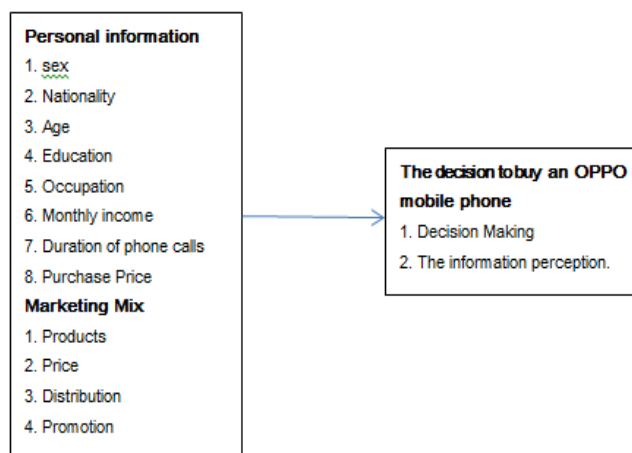 Personal information
1. sex
2. Nationality
3. Age
4. Education
5. Occupation
6. Monthly income
7. Duration of phone calls
8. Purchase Price
Marketing Mix
1. Products
2. Price
3. Distribution
4. Promotion
The decision to buy an OPPO
mobile phone
1. Decision Making
2. The information perception.